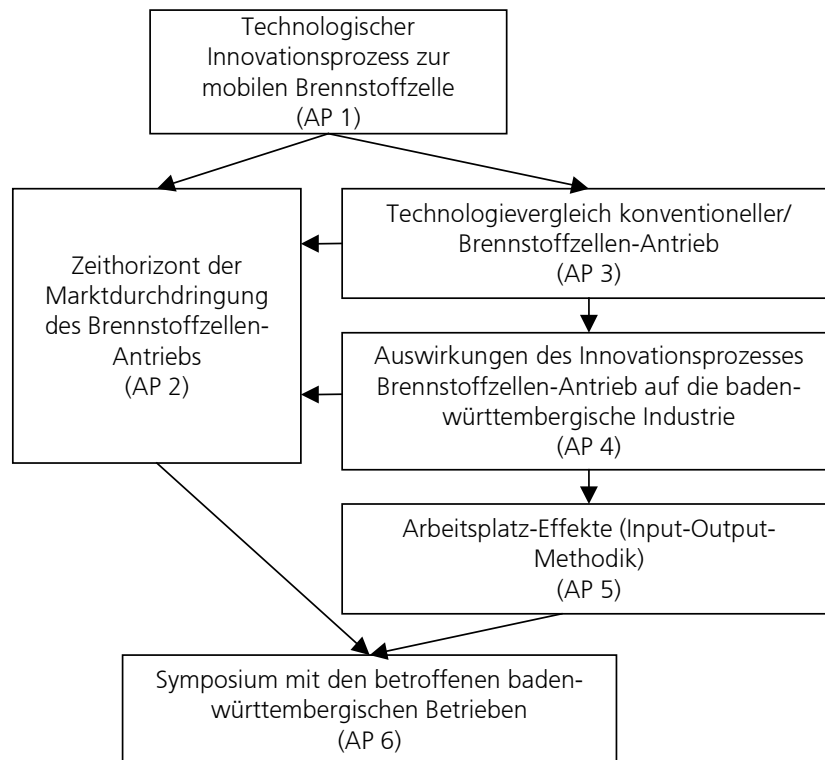 Technologischer
Innovationsprozess zur
mobilen Brennstoffzelle
(AP 1)
Zeithorizont der
Marktdurchdringung
des Brennstoffzellen-
Antriebs
(AP 2)
Technologievergleich konventioneller/
Brennstoffzellen-Antrieb
(AP 3)
Auswirkungen des Innovationsprozesses
Brennstoffzellen-Antrieb auf die baden-
württembergische Industrie
(AP 4)
Arbeitsplatz-Effekte (Input-Output-
Methodik)
(AP 5)
Symposium mit den betroffenen baden-
württembergischen Betrieben
(AP 6)